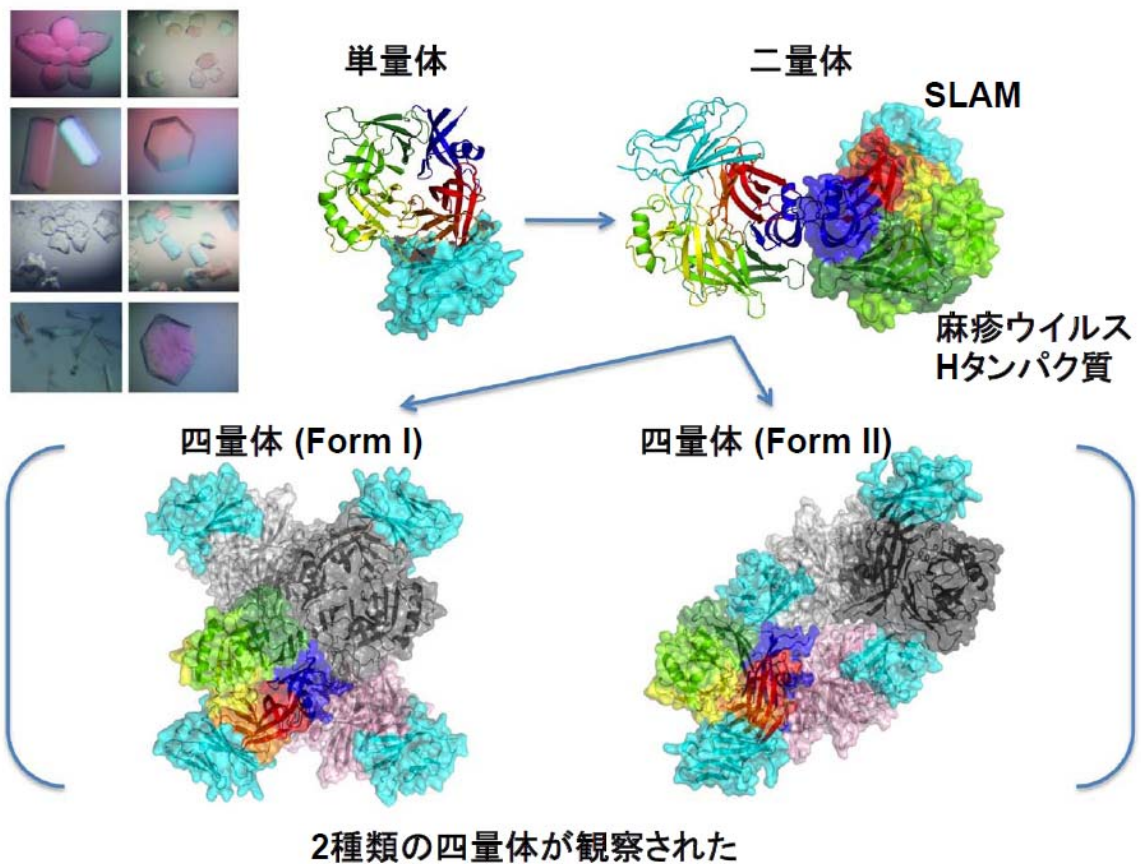 単量体
二量体
SLAM
麻疹ウイルス
Hタンパク質
四量体 (Form I)
四量体 (Form II)
2種類の四量体が観察された